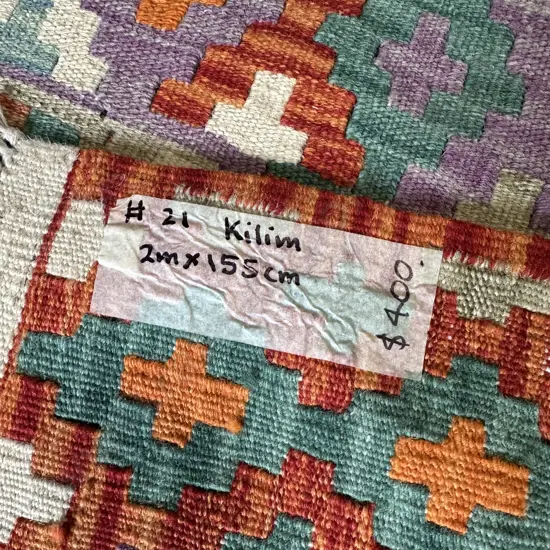 # 21 Kilim
2m x 155cm
$400.